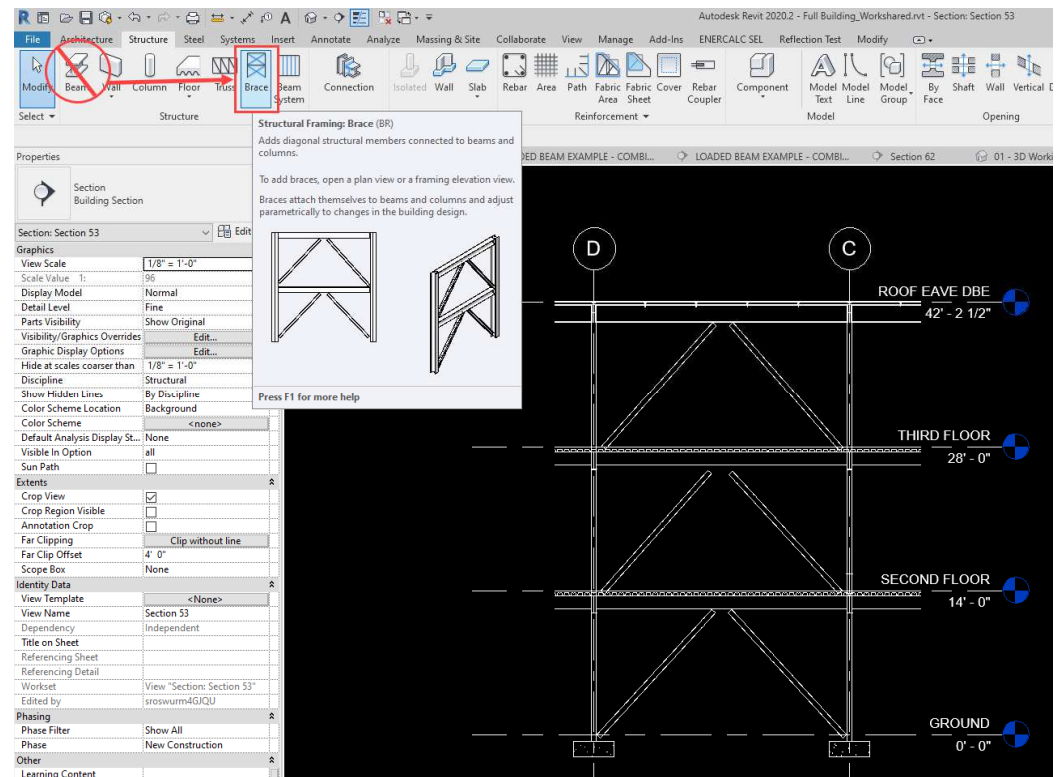 Autodesk Revit 2020.2 - Full Building_Workshared.rvt - Section: Section 53
File Architecture Structure Steel Systems Insert Annotate Analyze Massing & Site Collaborate View Manage Add-Ins ENERCALC SEL Reflection Test Modify
Modify Beam Wall Column Floor Truss Brace Beam System Connection Isolated Wall Slab Rebar Area Path Fabric Area Fabric Sheet Cover Rebar Coupler Component Model Text Model Line Model Group By Face Shaft Wall Vertical D
Select Structure Reinforcement Model Opening
Structural Framing: Brace (BR)
Adds diagonal structural members connected to beams and
columns.
To add braces, open a plan view or a framing elevation view.
Braces attach themselves to beams and columns and adjust
parametrically to changes in the building design.
Press F1 for more help
DED BEAM EXAMPLE - COMBI... LOADED BEAM EXAMPLE - COMBI... Section 62 01 - 3D Worki
Properties
Section
Building Section
Section: Section 53 Edit
Graphics
View Scale 1/8" = 1'-0"
Scale Value 1: 96
Display Model Normal
Detail Level Fine
Parts Visibility Show Original
Visibility/Graphics Overrides Edit...
Graphic Display Options Edit...
Hide at scales coarser than 1/8" = 1'-0"
Discipline Structural
Show Hidden Lines By Discipline
Color Scheme Location Background
Color Scheme <none>
Default Analysis Display St... None
Visible In Option all
Sun Path
Extents
Crop View
Crop Region Visible
Annotation Crop
Far Clipping Clip without line
Far Clip Offset 4' 0"
Scope Box None
Identity Data
View Template <None>
View Name Section 53
Dependency Independent
Title on Sheet
Referencing Sheet
Referencing Detail
Workset View "Section: Section 53"
Edited by sroswurm4GJQU
Phasing
Phase Filter Show All
Phase New Construction
Other
Learning Content
D
C
ROOF EAVE DBE
42' - 2 1/2"
THIRD FLOOR
28' - 0"
SECOND FLOOR
14' - 0"
GROUND
0' - 0"